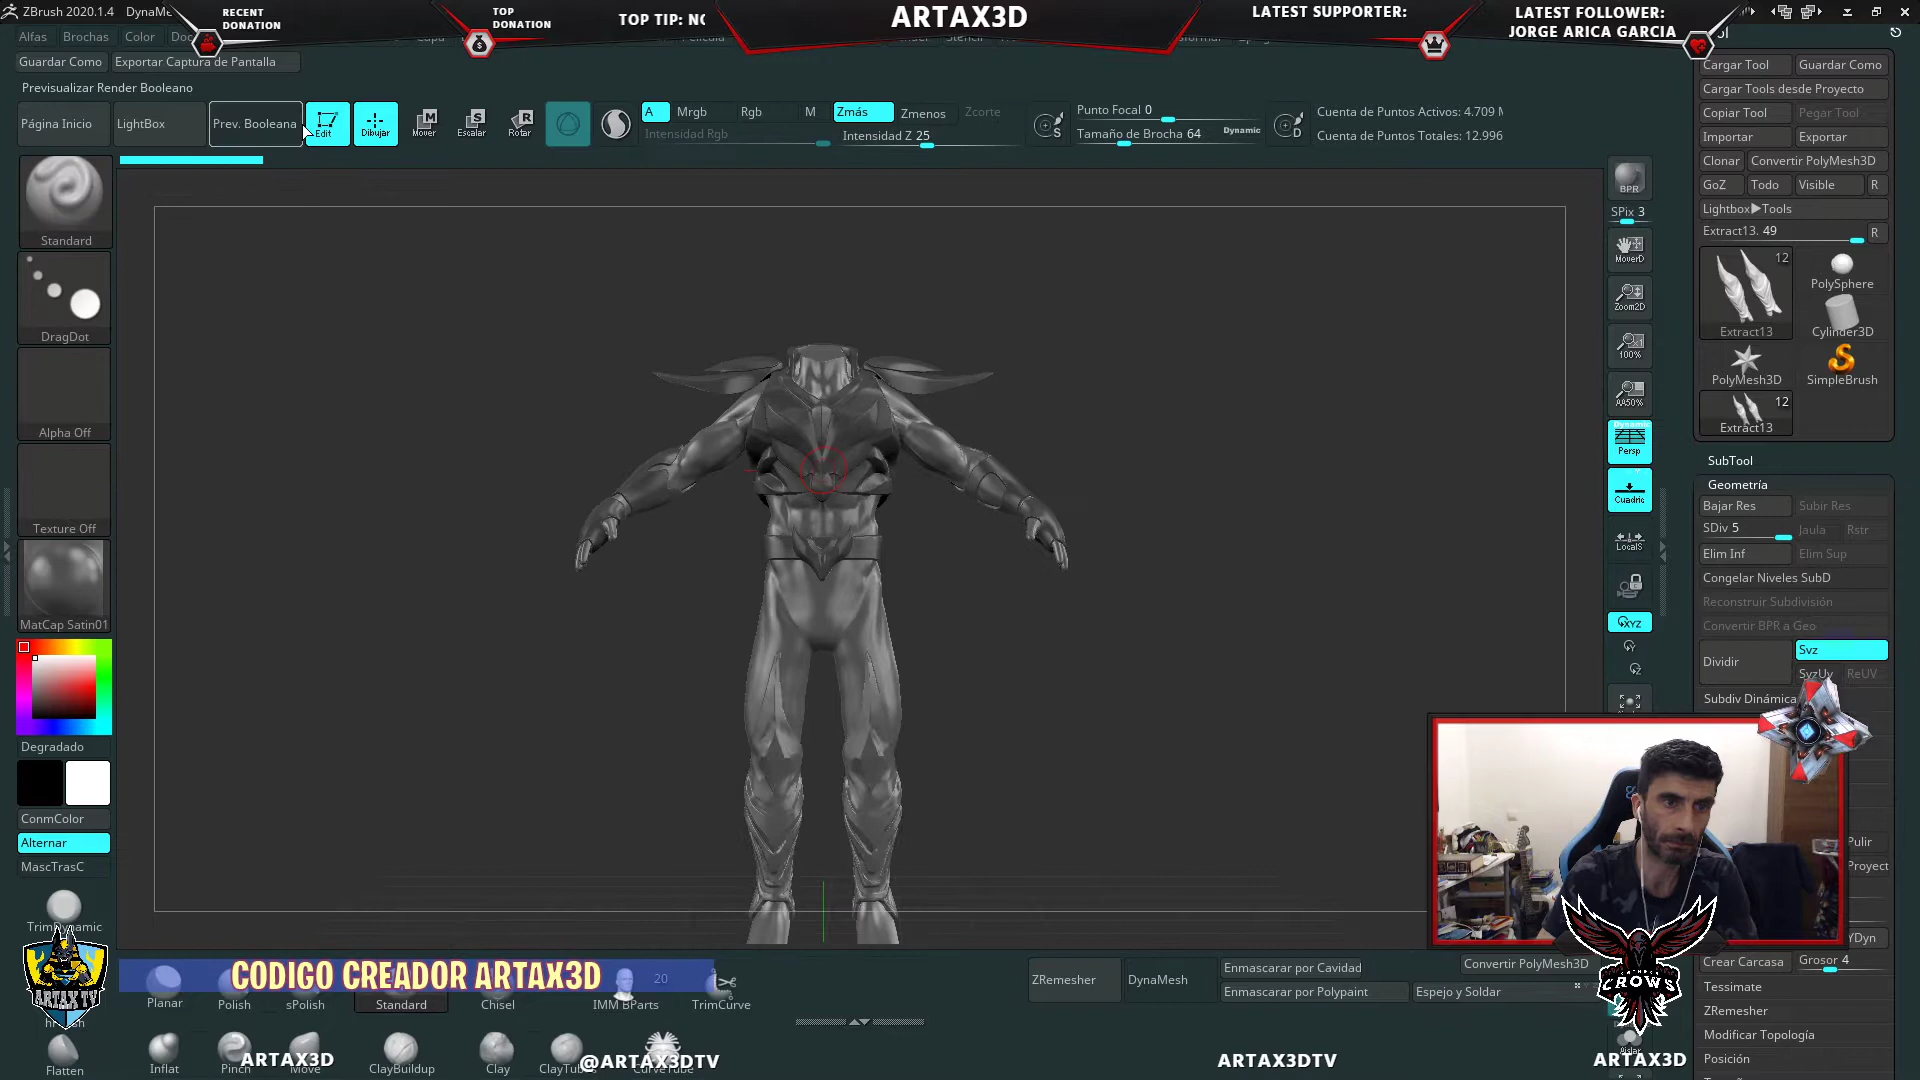 ZBrush 2020.1.4
RECENT
DONATION
TOP
DONATION
TOP TIP:
ARTAX3D
LATEST SUPPORTER:
LATEST FOLLOWER:
JORGE ARICA GARCIA
Alfas
Brochas
Color
Guardar Como
Exportar Captura de Pantalla
Previsualizar Render Booleano
Página Inicio
LightBox
Prev. Booleana
Edit
Dibujar
Mover
Escalar
Rotar
A
Mrgb
Rgb
M
Intensidad Rgb
Zmás
Zmenos
Zcorte
Intensidad Z 25
Punto Focal 0
Tamaño de Brocha 64
Dynamic
S
D
Cuenta de Puntos Activos: 4.709
Cuenta de Puntos Totales: 12.996
Standard
DragDot
Alpha Off
Texture Off
MatCap Satin01
Degradado
ConmColor
Alternar
MascTrasC
TrimDynamic
Flatten
BPR
SPix 3
MoverD
Zoom2D
100%
AA50%
Dynamic
Persp
Cuadric
LocalS
XYZ
Cargar Tool
Guardar Como
Cargar Tools desde Proyecto
Copiar Tool
Pegar Tool
Importar
Exportar
Clonar
Convertir PolyMesh3D
GoZ
Todo
Visible
R
Lightbox▶Tools
Extract13. 49
R
12
Extract13
PolySphere
Cylinder3D
PolyMesh3D
SimpleBrush
12
Extract13
SubTool
Geometría
Bajar Res
Subir Res
SDiv 5
Jaula
Rstr
Elim Inf
Elim Sup
Congelar Niveles SubD
Reconstruir Subdivisión
Convertir BPR a Geo
Dividir
Svz
SvzUv
ReUV
Subdiv Dinámica
Pulir
Proyect
YDyn
Crear Carcasa
Grosor 4
Tessimate
ZRemesher
Modificar Topología
Posición
CODIGO CREADOR ARTAX3D
20
Planar
Polish
sPolish
Standard
Chisel
IMM BParts
TrimCurve
ZRemesher
DynaMesh
Enmascarar por Cavidad
Enmascarar por Polypaint
Convertir PolyMesh3D
Espejo y Soldar
Inflat
Pinch
Move
ClayBuildup
Clay
ARTAX TV
CROWS
ARTAX3D
@ARTAX3DTV
ARTAX3DTV
ARTAX3D